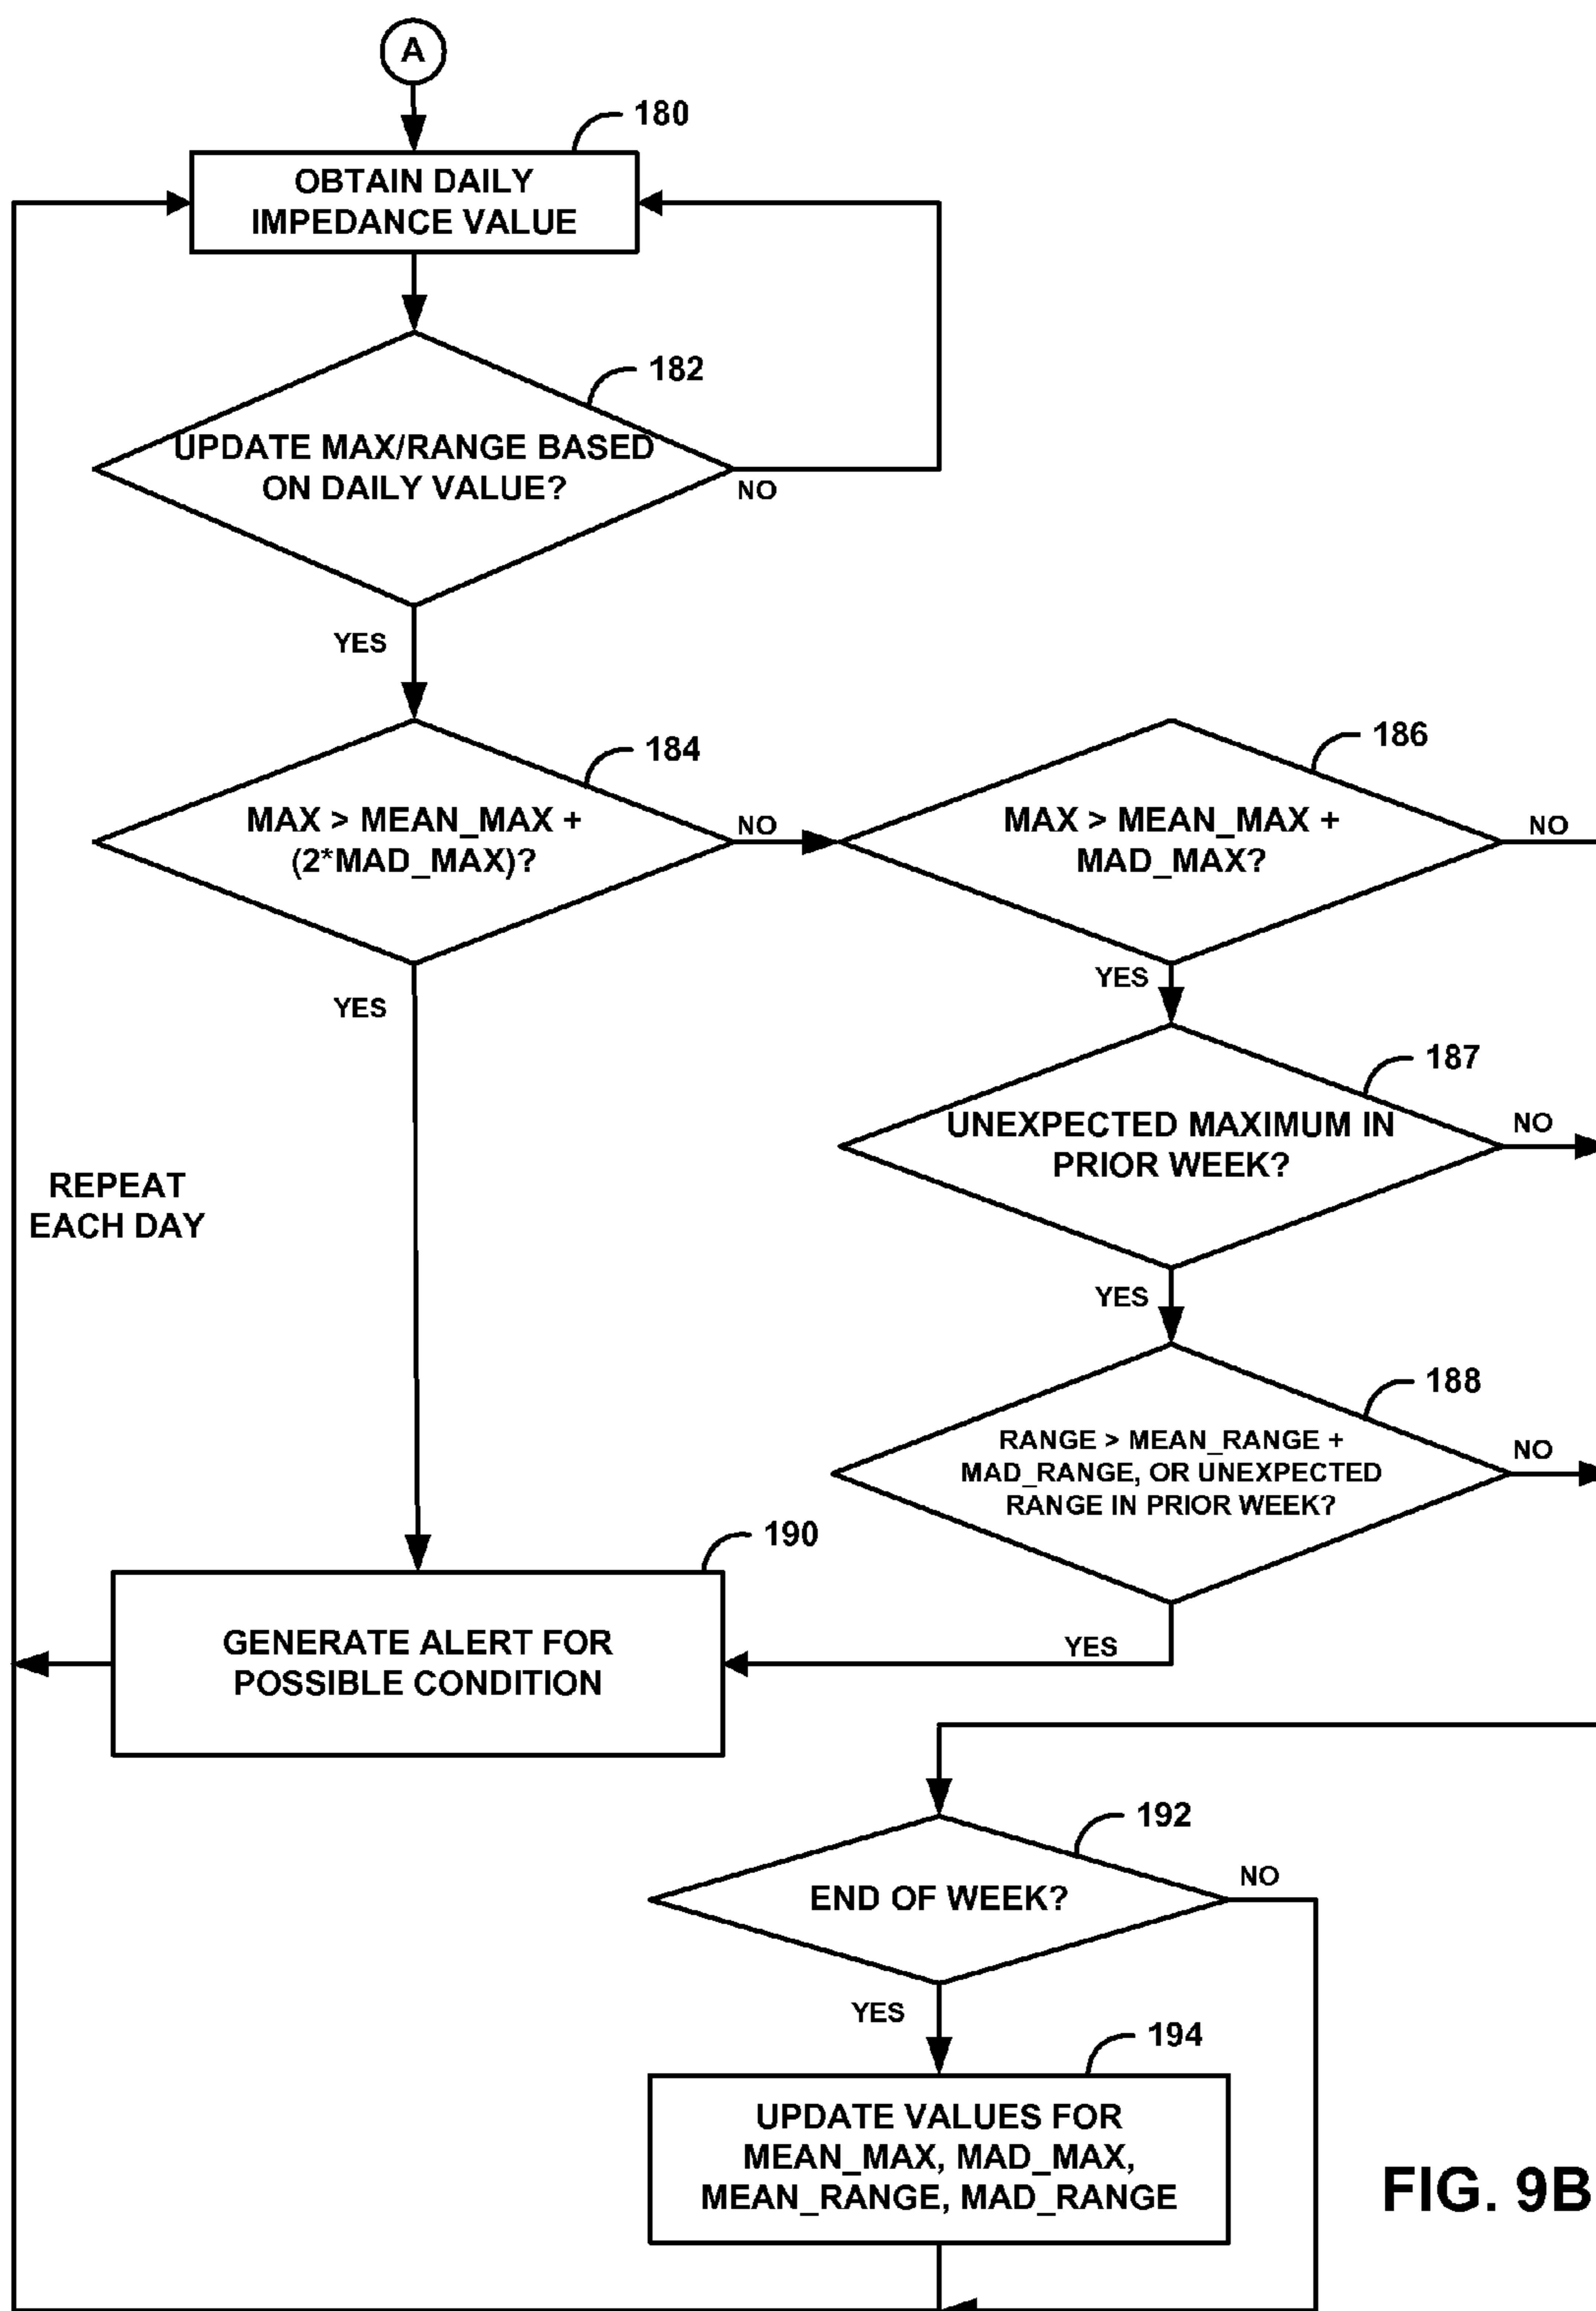 A
180
OBTAIN DAILY
IMPEDANCE VALUE
182
UPDATE MAX/RANGE BASED
ON DAILY VALUE?
NO
YES
184
MAX > MEAN_MAX +
(2*MAD_MAX)?
NO
186
MAX > MEAN_MAX +
MAD_MAX?
NO
YES
YES
187
UNEXPECTED MAXIMUM IN
PRIOR WEEK?
NO
REPEAT
EACH DAY
YES
188
RANGE > MEAN_RANGE +
MAD_RANGE, OR UNEXPECTED
RANGE IN PRIOR WEEK?
NO
190
GENERATE ALERT FOR
POSSIBLE CONDITION
YES
192
END OF WEEK?
NO
YES
194
UPDATE VALUES FOR
MEAN_MAX, MAD_MAX,
MEAN_RANGE, MAD_RANGE
FIG. 9B